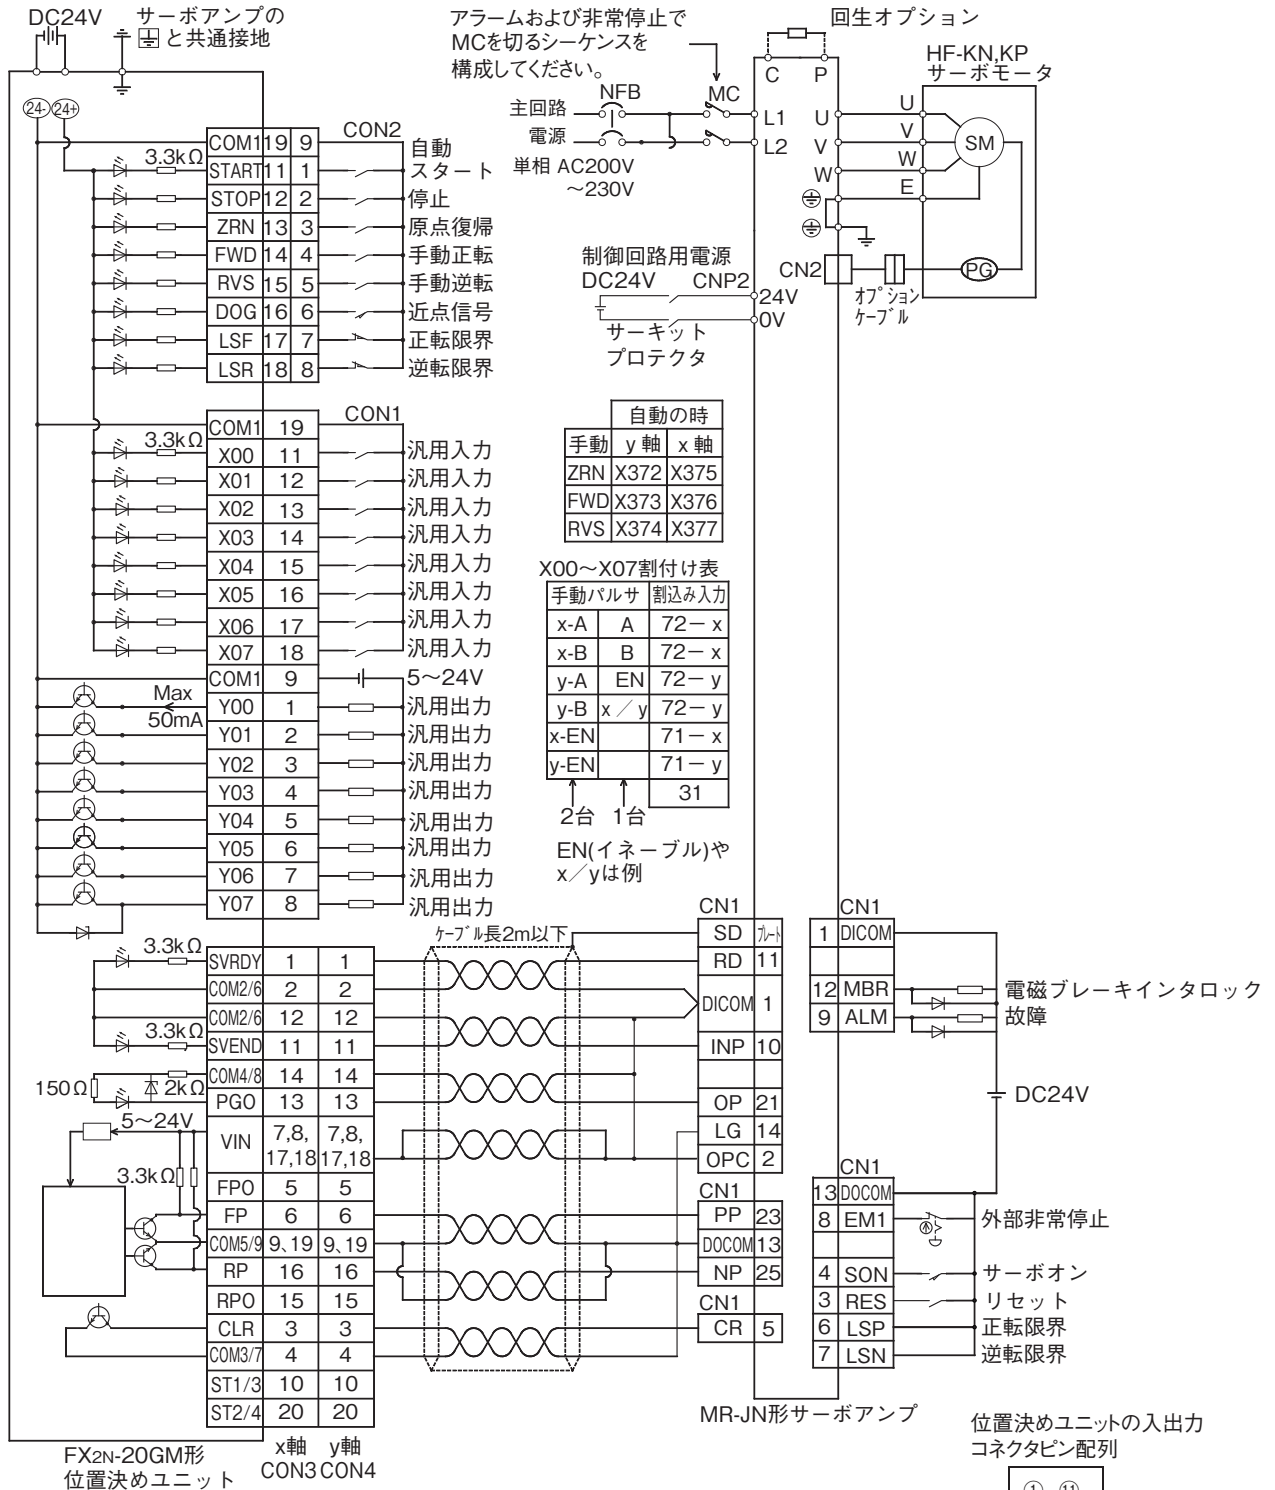 DC24V
サーボアンプの
と共通接地
24- 24+
CON2
COM1 19 9
3.3kΩ START 11 1 自動スタート
STOP 12 2 停止
ZRN 13 3 原点復帰
FWD 14 4 手動正転
RVS 15 5 手動逆転
DOG 16 6 近点信号
LSF 17 7 正転限界
LSR 18 8 逆転限界
CON1
COM1 19
3.3kΩ X00 11 汎用入力
X01 12 汎用入力
X02 13 汎用入力
X03 14 汎用入力
X04 15 汎用入力
X05 16 汎用入力
X06 17 汎用入力
X07 18 汎用入力
COM1 9 5～24V
Max 50mA
Y00 1 汎用出力
Y01 2 汎用出力
Y02 3 汎用出力
Y03 4 汎用出力
Y04 5 汎用出力
Y05 6 汎用出力
Y06 7 汎用出力
Y07 8 汎用出力
3.3kΩ SVRDY 1 1
COM2/6 2 2
COM2/6 12 12
3.3kΩ SVEND 11 11
COM4/8 14 14
150Ω 2kΩ
PGO 13 13
5～24V
VIN 7,8, 7,8,
17,18 17,18
3.3kΩ
FPO 5 5
FP 6 6
COM5/9 9、19 9、19
RP 16 16
RPO 15 15
CLR 3 3
COM3/7 4 4
ST1/3 10 10
ST2/4 20 20
x軸 y軸
CON3 CON4
FX2N-20GM形
位置決めユニット
ケーブル長2m以下
アラームおよび非常停止で
MCを切るシーケンスを
構成してください。
NFB MC
主回路
電源
単相 AC200V
～230V
回生オプション
C P
L1 U
L2 V
W
HF-KN,KP
サーボモータ
U
V
W
E
SM
PG
CN2
オプション
ケーブル
制御回路用電源
DC24V CNP2
24V
0V
サーキット
プロテクタ
自動の時
手動 y 軸 x 軸
ZRN X372 X375
FWD X373 X376
RVS X374 X377
X00～X07割付け表
手動パルサ 割込み入力
x-A A 72－x
x-B B 72－x
y-A EN 72－y
y-B x／y 72－y
x-EN 71－x
y-EN 71－y
31
2台 1台
EN(イネーブル)や
x／yは例
CN1
SD プレート
RD 11
DICOM 1
INP 10
OP 21
LG 14
OPC 2
CN1
PP 23
DOCOM 13
NP 25
CN1
CR 5
MR-JN形サーボアンプ
CN1
1 DICOM
12 MBR 電磁ブレーキインタロック
9 ALM 故障
DC24V
CN1
13 DOCOM
8 EM1 外部非常停止
4 SON サーボオン
3 RES リセット
6 LSP 正転限界
7 LSN 逆転限界
位置決めユニットの入出力
コネクタピン配列
① ⑪